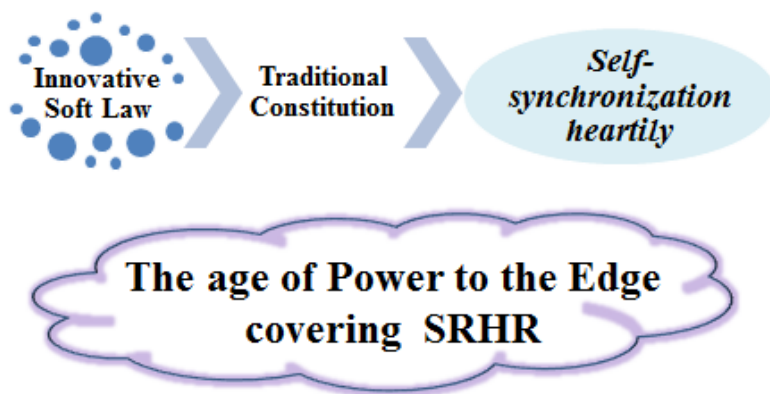 Innovative
Soft Law
Traditional
Constitution
Self-
synchronization
heartily
The age of Power to the Edge
covering SRHR